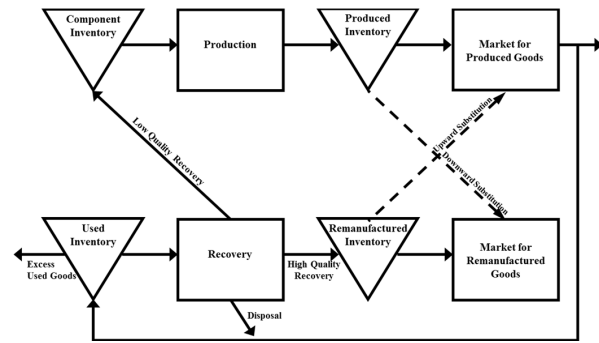 Component
Inventory
Production
Produced
Inventory
Market for
Produced Goods
Low Quality Recovery
Upward Substitution
Downward Substitution
Used
Inventory
Recovery
Remanufactured
Inventory
Market for
Remanufactured
Goods
Excess
Used Goods
High Quality
Recovery
Disposal